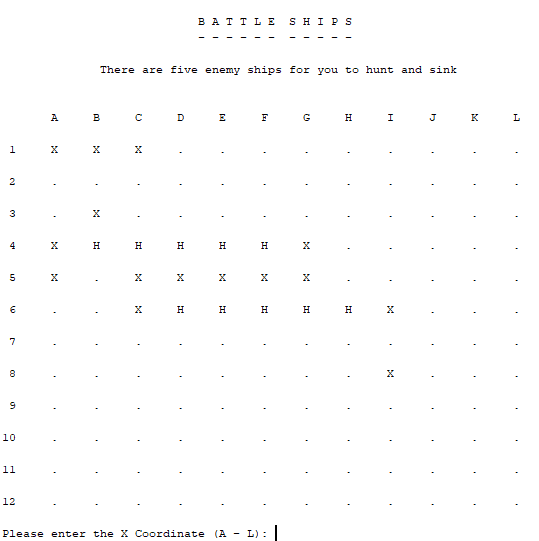 B A T T L E  S H I P S
- - - - - -  - - - - -
There are five enemy ships for you to hunt and sink
A B C D E F G H I J K L
1 X X X . . . . . . . . .
2 . . . . . . . . . . . .
3 . X . . . . . . . . . .
4 X H H H H H X . . . . .
5 X . X X X X X . . . . .
6 . . X H H H H H X . . .
7 . . . . . . . . . . . .
8 . . . . . . . . X . . .
9 . . . . . . . . . . . .
10 . . . . . . . . . . . .
11 . . . . . . . . . . . .
12 . . . . . . . . . . . .
Please enter the X Coordinate (A - L):